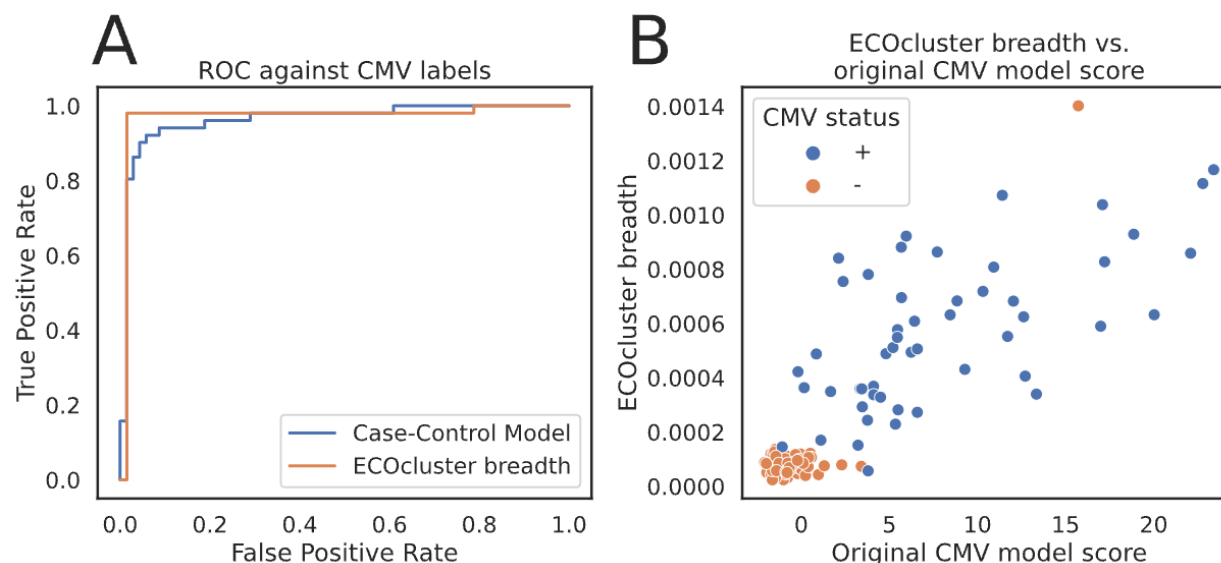 A
ROC against CMV labels
1.0
0.8
0.6
0.4
0.2
0.0
True Positive Rate
Case-Control Model
ECOcluster breadth
0.0 0.2 0.4 0.6 0.8 1.0
False Positive Rate
B
ECOcluster breadth vs.
original CMV model score
0.0014
0.0012
0.0010
0.0008
0.0006
0.0004
0.0002
0.0000
ECOcluster breadth
CMV status
+
-
0 5 10 15 20
Original CMV model score